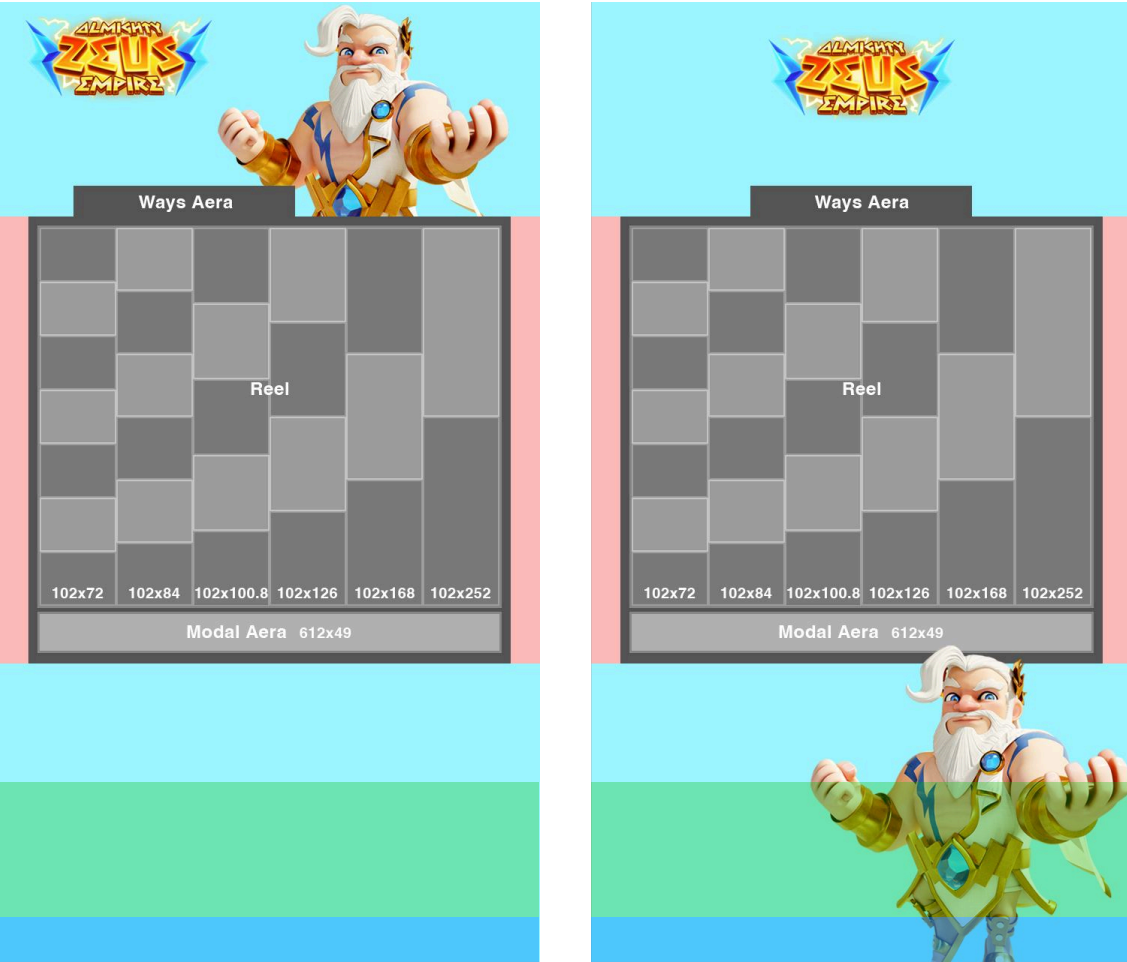 ALMIGHTY
ZEUS
EMPIRE
Ways Aera
Reel
102x72 102x84 102x100.8 102x126 102x168 102x252
Modal Aera 612x49
ALMIGHTY
ZEUS
EMPIRE
Ways Aera
Reel
102x72 102x84 102x100.8 102x126 102x168 102x252
Modal Aera 612x49